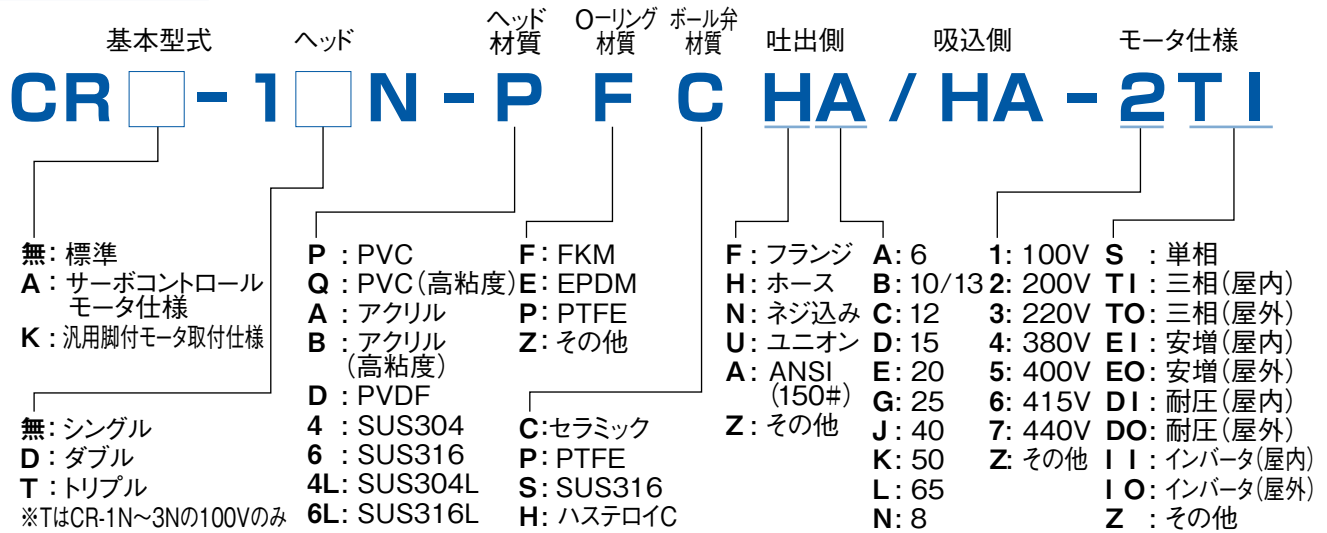 基本型式 ヘッド ヘッド材質 Oーリング材質 ボール弁材質 吐出側 吸込側 モータ仕様
CR□-1□N-PFCHA/HA-2TI
無：標準
A：サーボコントロール
モータ仕様
K：汎用脚付モータ取付仕様
無：シングル
D：ダブル
T：トリプル
※TはCR-1N〜3Nの100Vのみ
P：PVC
Q：PVC（高粘度）
A：アクリル
B：アクリル
（高粘度）
D：PVDF
4：SUS304
6：SUS316
4L：SUS304L
6L：SUS316L
F：FKM
E：EPDM
P：PTFE
Z：その他
C：セラミック
P：PTFE
S：SUS316
H：ハステロイC
F：フランジ
H：ホース
N：ネジ込み
U：ユニオン
A：ANSI
（150#）
Z：その他
A：6
B：10/13
C：12
D：15
E：20
G：25
J：40
K：50
L：65
N：8
1：100V
2：200V
3：220V
4：380V
5：400V
6：415V
7：440V
Z：その他
S：単相
TI：三相（屋内）
TO：三相（屋外）
EI：安増（屋内）
EO：安増（屋外）
DI：耐圧（屋内）
DO：耐圧（屋外）
II：インバータ（屋内）
IO：インバータ（屋外）
Z：その他